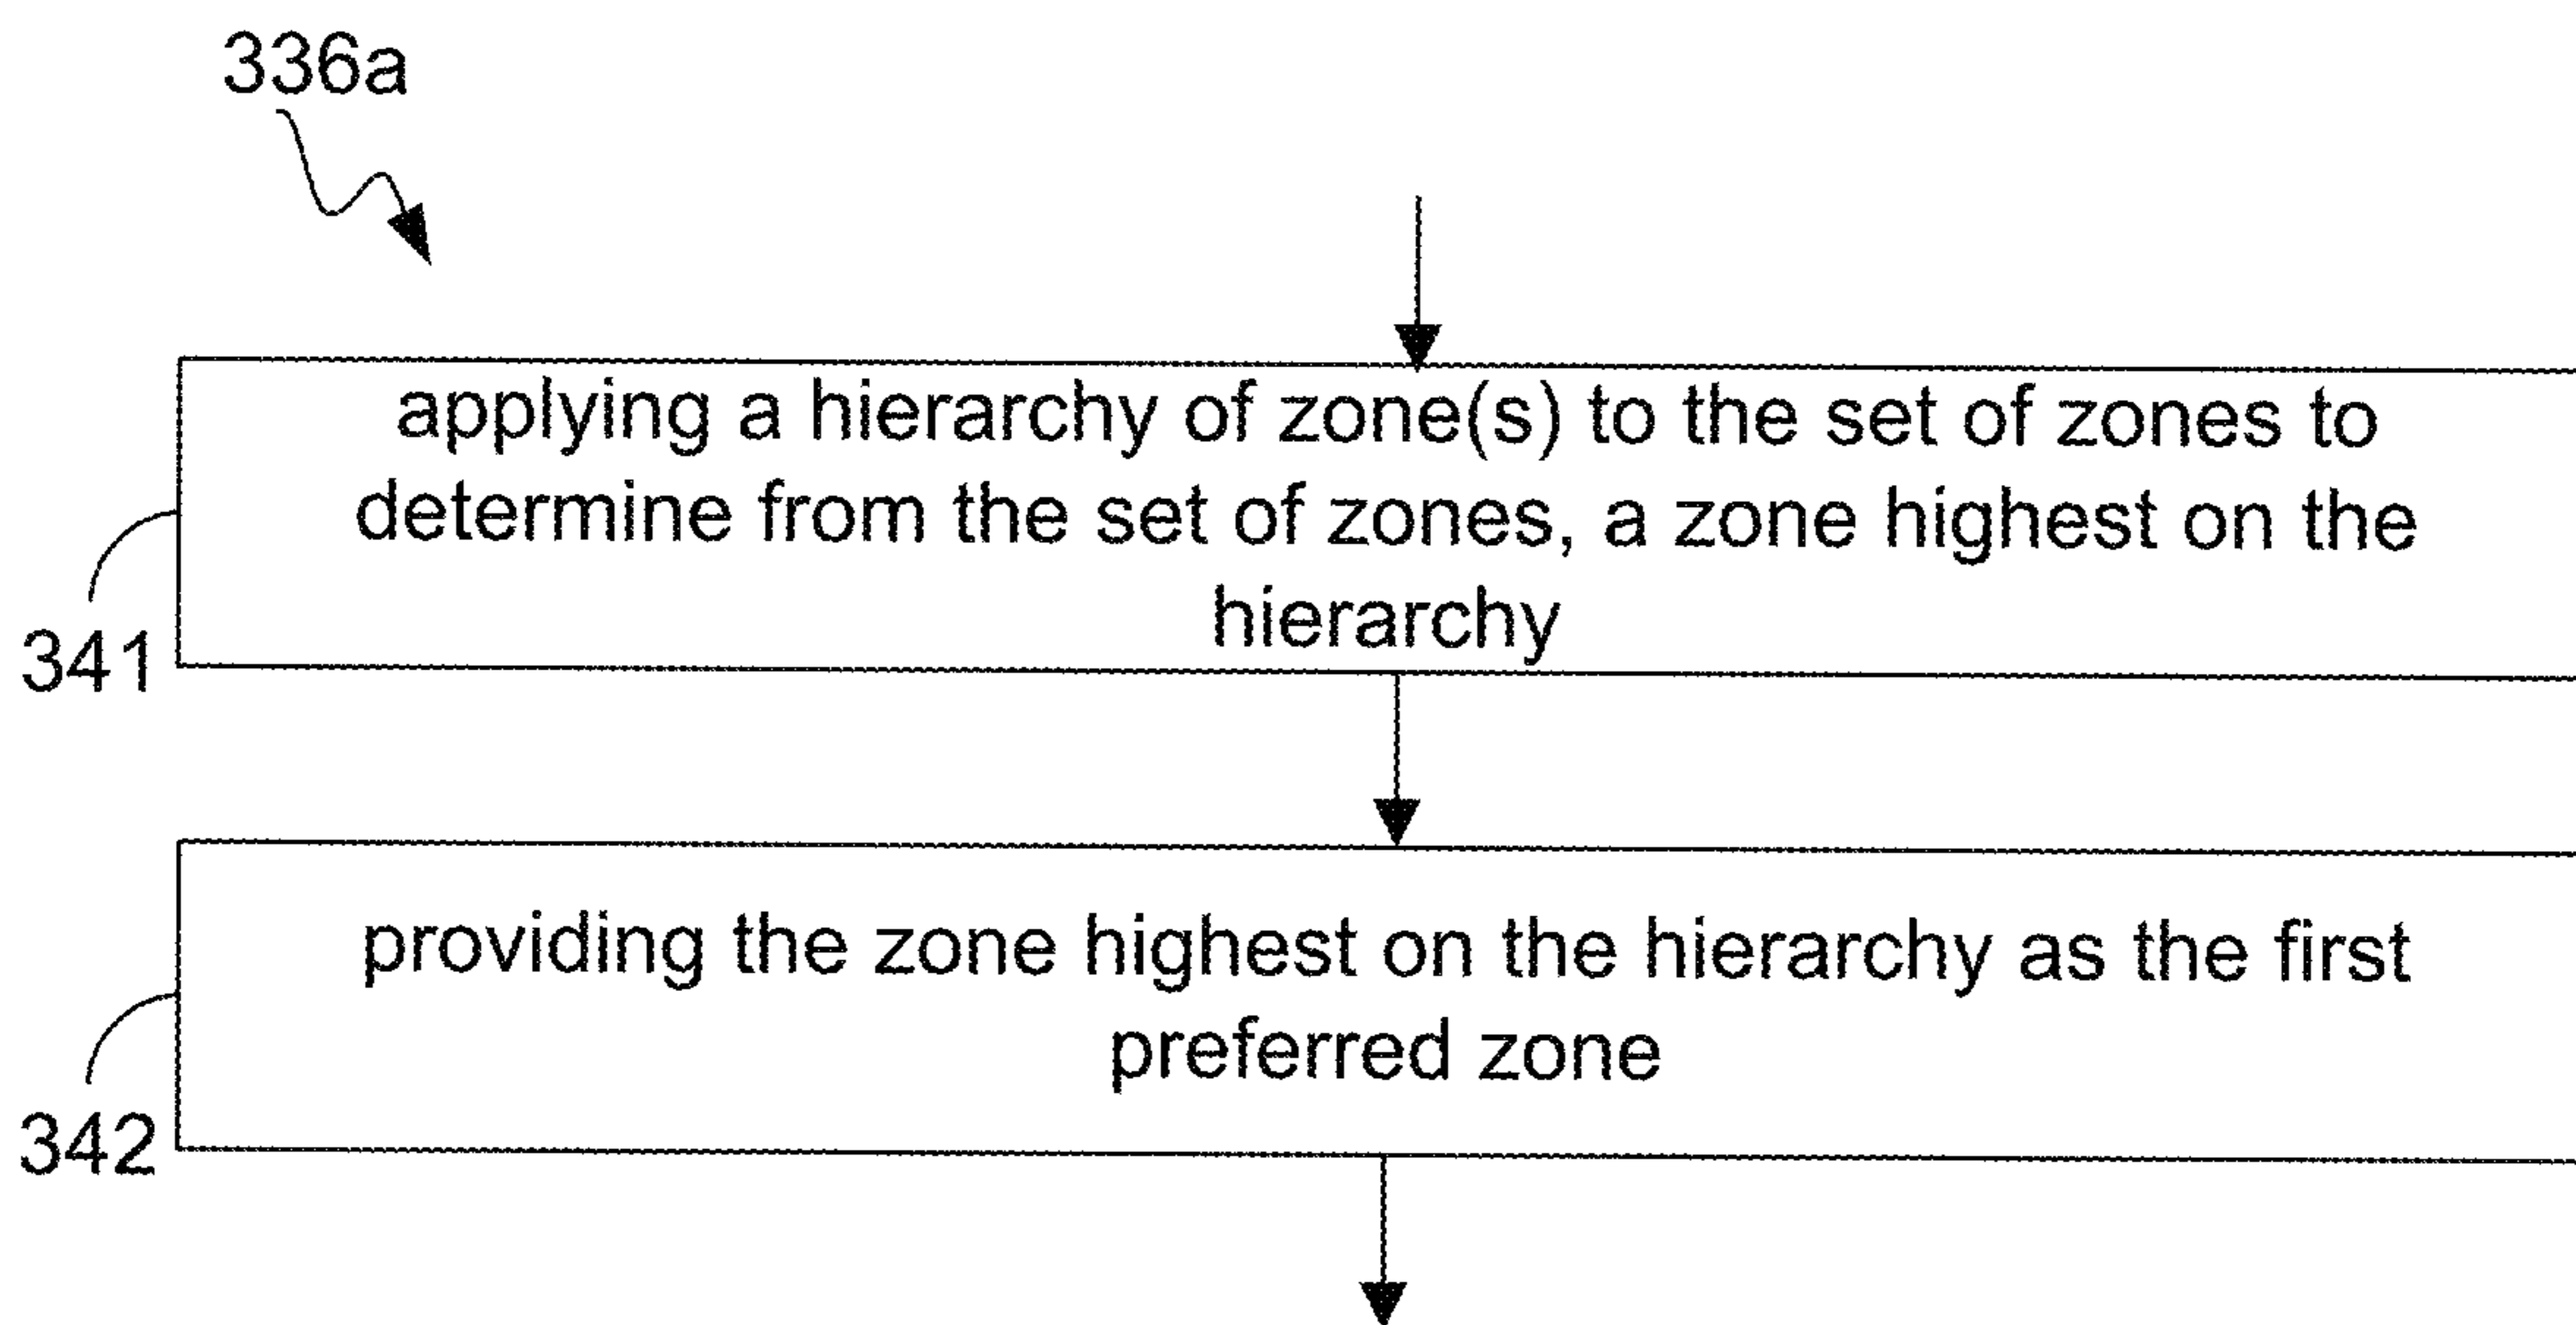 336a
applying a hierarchy of zone(s) to the set of zones to
determine from the set of zones, a zone highest on the
hierarchy
341
providing the zone highest on the hierarchy as the first
preferred zone
342